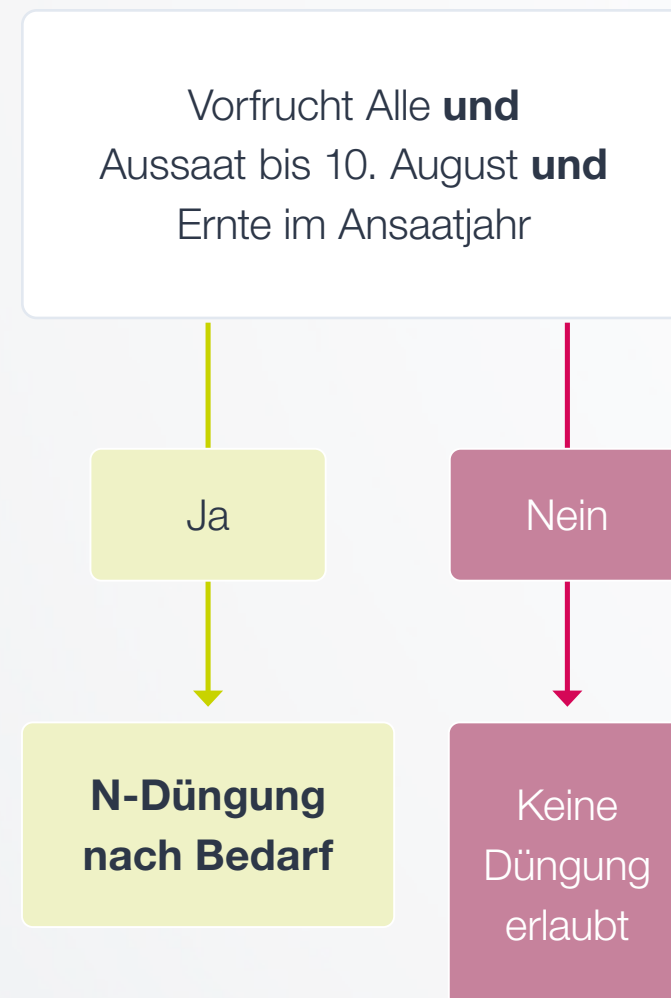 Vorfrucht Alle und
Aussaat bis 10. August und
Ernte im Ansaatjahr
Ja
Nein
N-Düngung
nach Bedarf
Keine
Düngung
erlaubt